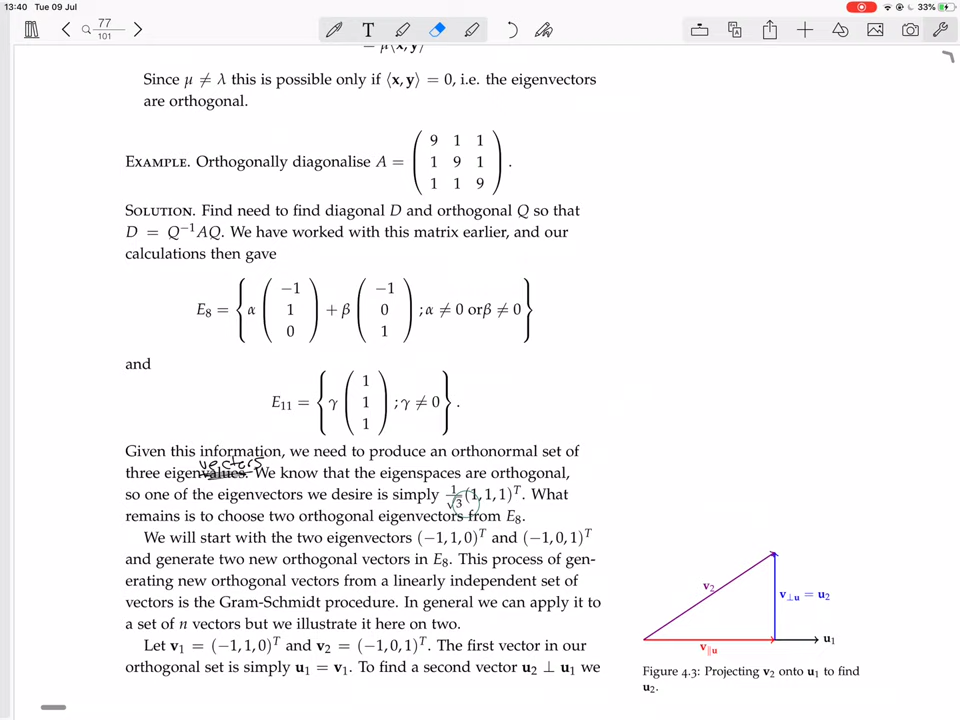 13:40 Tue 09 Jul
33%
77
101
T
= μ⟨x, y⟩
Since μ ≠ λ this is possible only if ⟨x, y⟩ = 0, i.e. the eigenvectors
are orthogonal.
EXAMPLE. Orthogonally diagonalise A =
9 1 1
1 9 1
1 1 9
.
SOLUTION. Find need to find diagonal D and orthogonal Q so that
D = Q⁻¹AQ. We have worked with this matrix earlier, and our
calculations then gave
E₈ = { α ( −1 1 0 ) + β ( −1 0 1 ) ; α ≠ 0 orβ ≠ 0 }
and
E₁₁ = { γ ( 1 1 1 ) ; γ ≠ 0 } .
Given this information, we need to produce an orthonormal set of
vectors
three eigenvalues. We know that the eigenspaces are orthogonal,
so one of the eigenvectors we desire is simply 1/√3 (1, 1, 1)ᵀ. What
remains is to choose two orthogonal eigenvectors from E₈.
We will start with the two eigenvectors (−1, 1, 0)ᵀ and (−1, 0, 1)ᵀ
and generate two new orthogonal vectors in E₈. This process of gen-
erating new orthogonal vectors from a linearly independent set of
vectors is the Gram-Schmidt procedure. In general we can apply it to
a set of n vectors but we illustrate it here on two.
Let v₁ = (−1, 1, 0)ᵀ and v₂ = (−1, 0, 1)ᵀ. The first vector in our
orthogonal set is simply u₁ = v₁. To find a second vector u₂ ⊥ u₁ we
v₂
v⊥u = u₂
u₁
v∥u
Figure 4.3: Projecting v₂ onto u₁ to find
u₂.